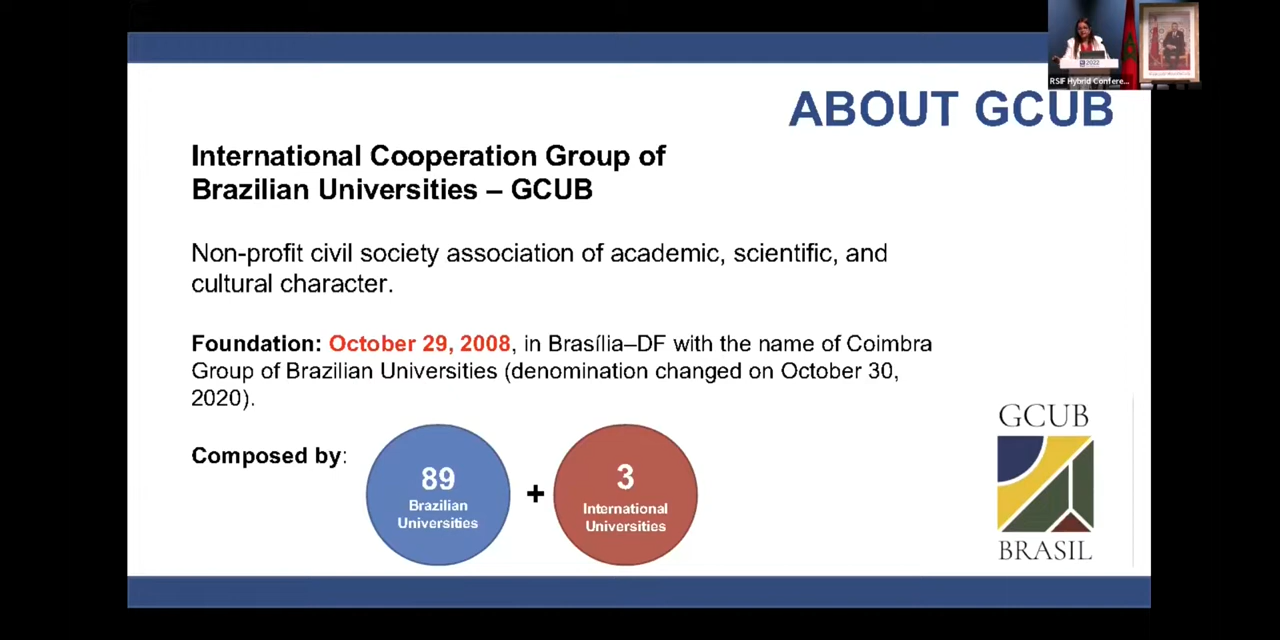 ABOUT GCUB
International Cooperation Group of
Brazilian Universities – GCUB
Non-profit civil society association of academic, scientific, and
cultural character.
Foundation: October 29, 2008, in Brasília–DF with the name of Coimbra
Group of Brazilian Universities (denomination changed on October 30,
2020).
Composed by:
89
Brazilian
Universities
+
3
International
Universities
GCUB
BRASIL
2022
RSIF Hybrid Confere...